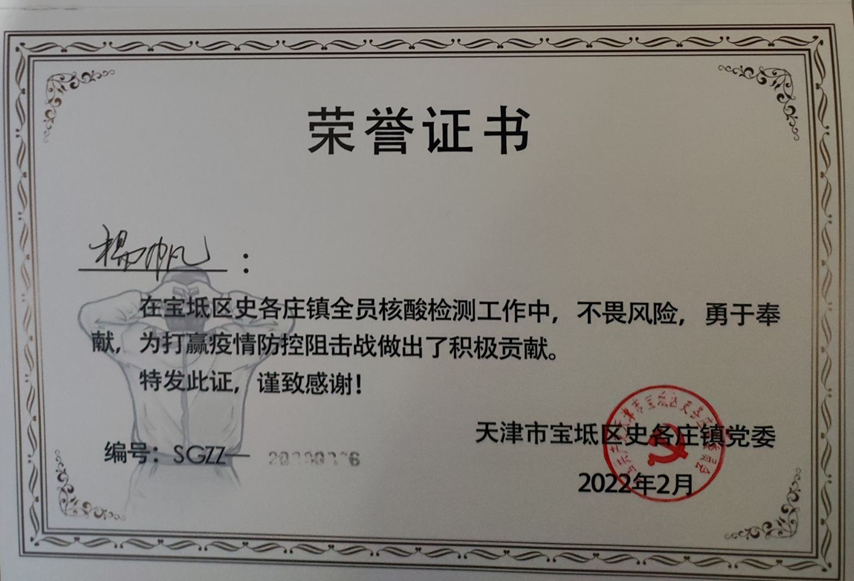 荣誉证书
杨帆：
在宝坻区史各庄镇全员核酸检测工作中，不畏风险，勇于奉
献，为打赢疫情防控阻击战做出了积极贡献。
特发此证，谨致感谢！
天津市宝坻区史各庄镇党委
编号：SGZZ—
2022年2月